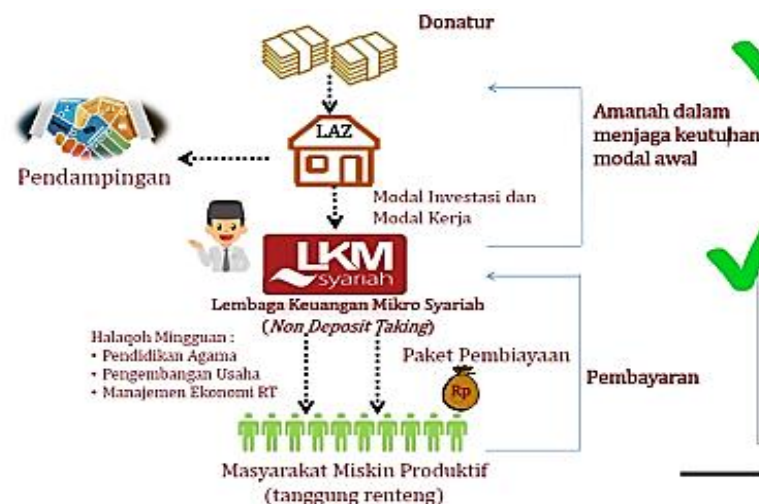 Donatur
LAZ
Pendampingan
Amanah dalam
menjaga keutuhan
modal awal
Modal Investasi dan
Modal Kerja
LKM
syariah
Lembaga Keuangan Mikro Syariah
(Non Deposit Taking)
Halaqoh Mingguan :
• Pendidikan Agama
• Pengembangan Usaha
• Manajemen Ekonomi RT
Paket Pembiayaan
Rp
Pembayaran
Masyarakat Miskin Produktif
(tanggung renteng)